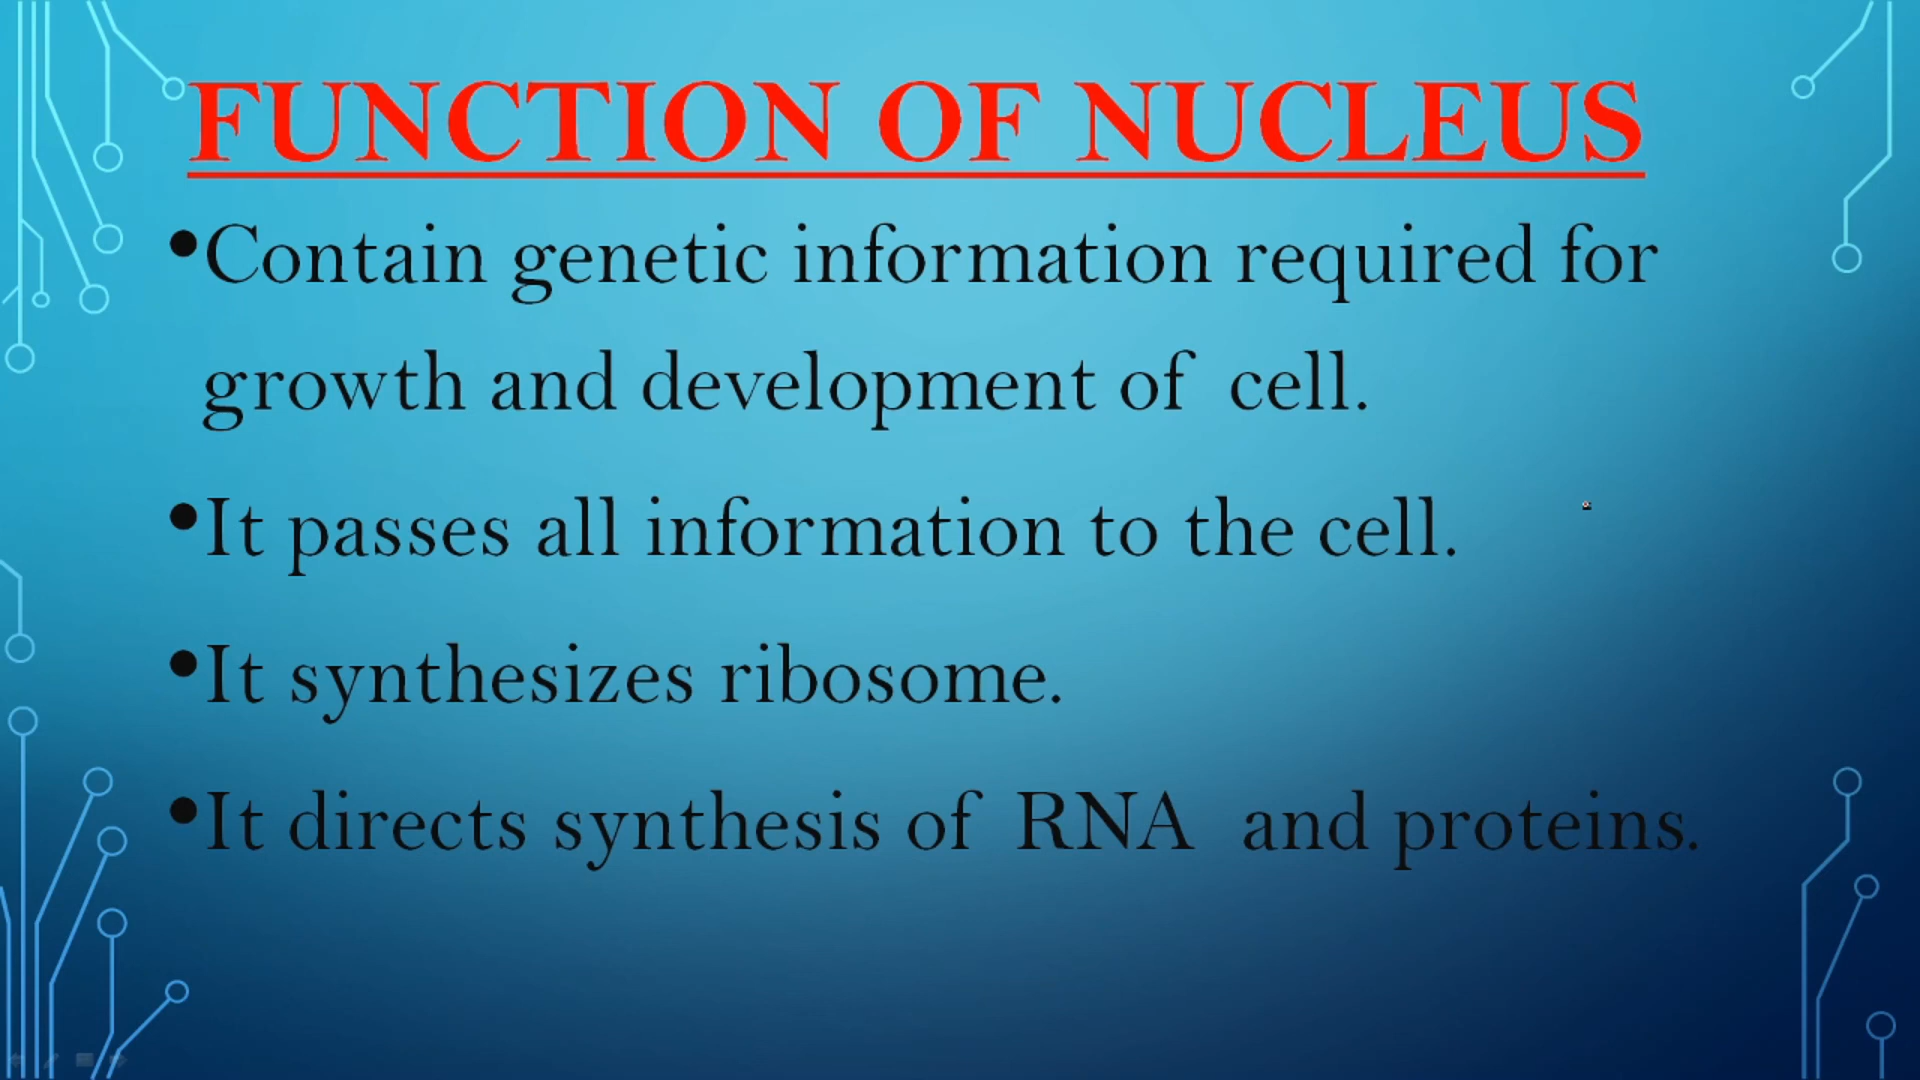 FUNCTION OF NUCLEUS
•Contain genetic information required for
growth and development of cell.
•It passes all information to the cell.
•It synthesizes ribosome.
•It directs synthesis of RNA and proteins.